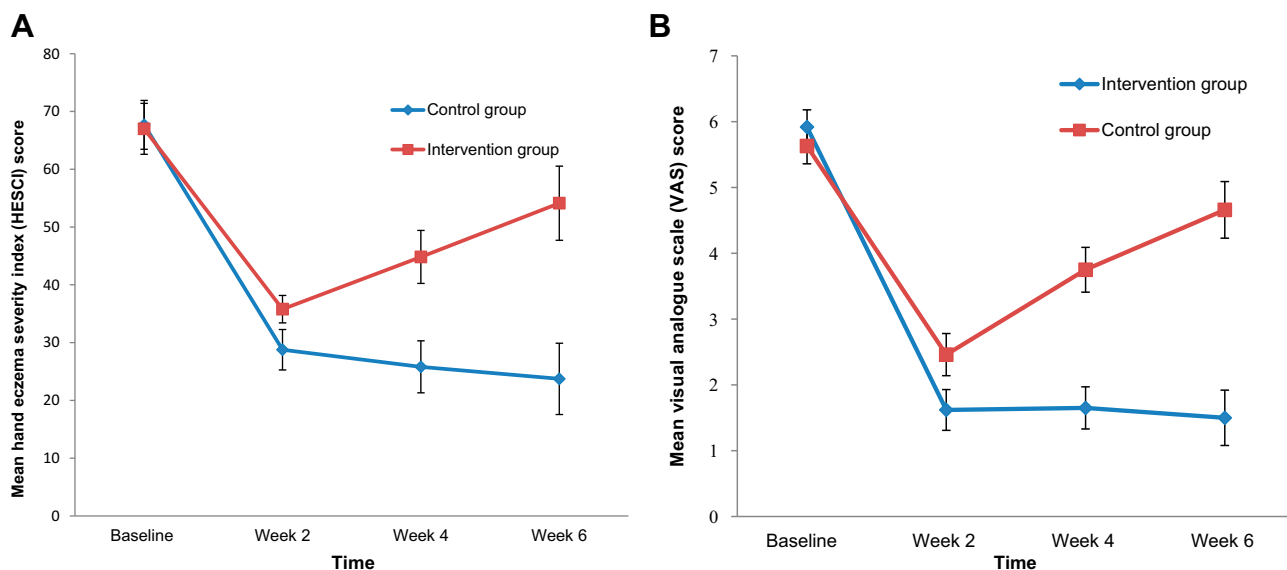 A
Mean hand eczema severity index (HESCI) score
80
70
60
50
40
30
20
10
0
Control group
Intervention group
Baseline Week 2 Week 4 Week 6
Time
B
Mean visual analogue scale (VAS) score
7
6
5
4
3
2
1
0
Intervention group
Control group
Baseline Week 2 Week 4 Week 6
Time